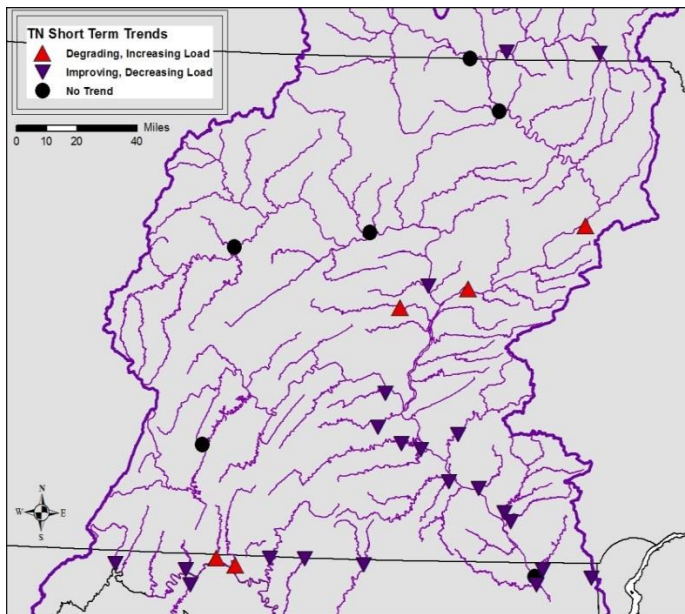 TN Short Term Trends
Degrading, Increasing Load
Improving, Decreasing Load
No Trend
Miles
0 10 20 40
N
W E
S